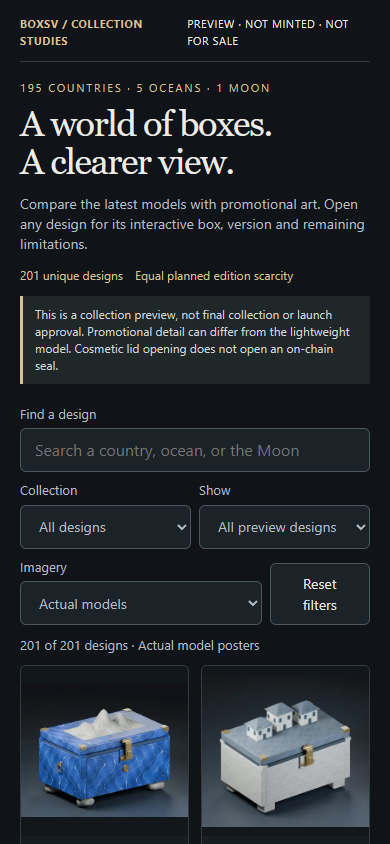 BOXSV / COLLECTION
STUDIES
PREVIEW · NOT MINTED · NOT
FOR SALE
195 COUNTRIES · 5 OCEANS · 1 MOON
A world of boxes.
A clearer view.
Compare the latest models with promotional art. Open
any design for its interactive box, version and remaining
limitations.
201 unique designs Equal planned edition scarcity
This is a collection preview, not final collection or launch
approval. Promotional detail can differ from the lightweight
model. Cosmetic lid opening does not open an on-chain
seal.
Find a design
Search a country, ocean, or the Moon
Collection Show
All designs All preview designs
Imagery
Actual models
Reset
filters
201 of 201 designs · Actual model posters